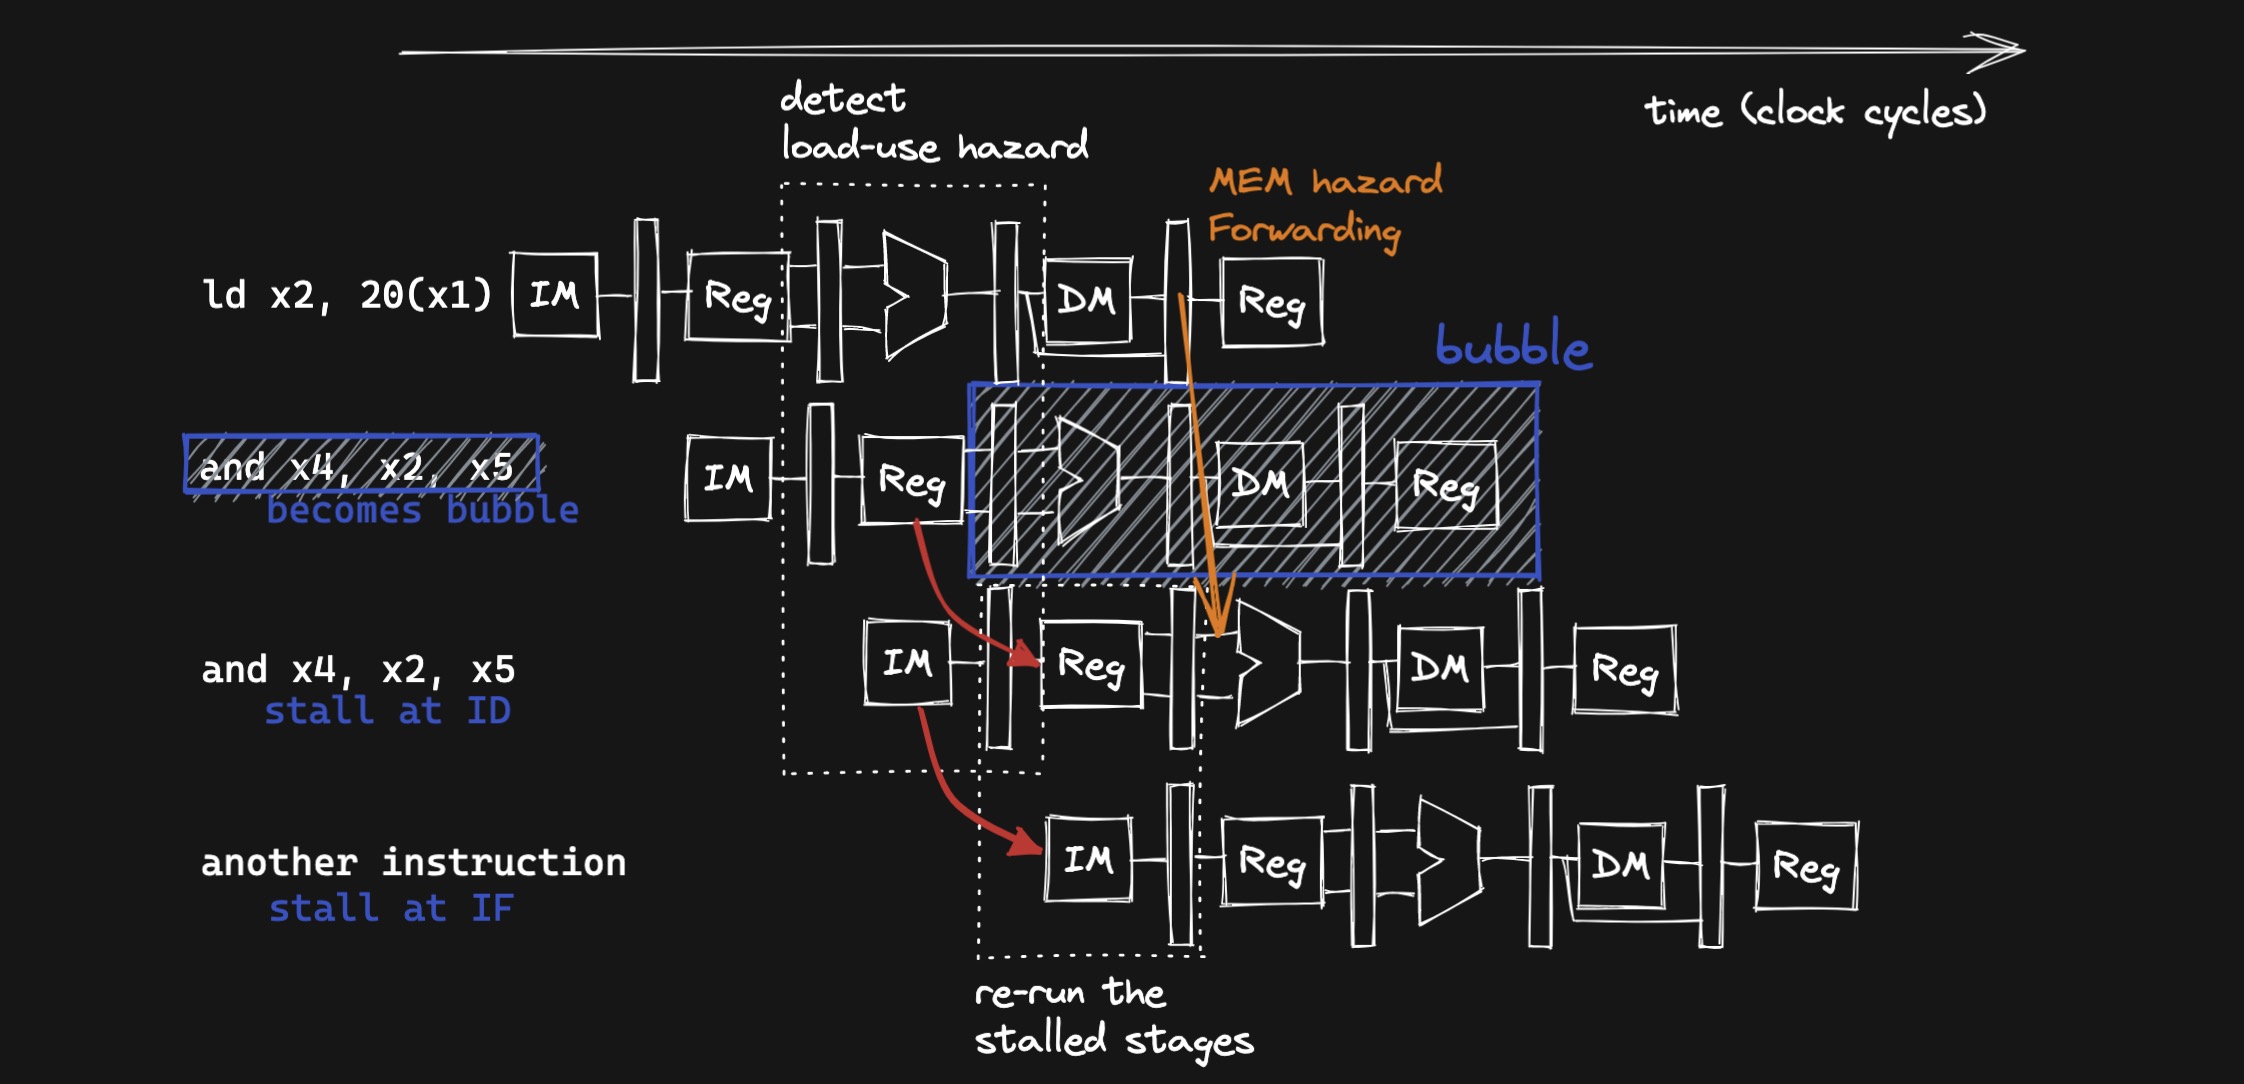 time (clock cycles)
detect
load-use hazard
MEM hazard
Forwarding
ld x2, 20(x1)
IM
Reg
DM
Reg
bubble
and x4, x2, x5
becomes bubble
IM
Reg
DM
Reg
and x4, x2, x5
stall at ID
IM
Reg
DM
Reg
another instruction
stall at IF
IM
Reg
DM
Reg
re-run the
stalled stages